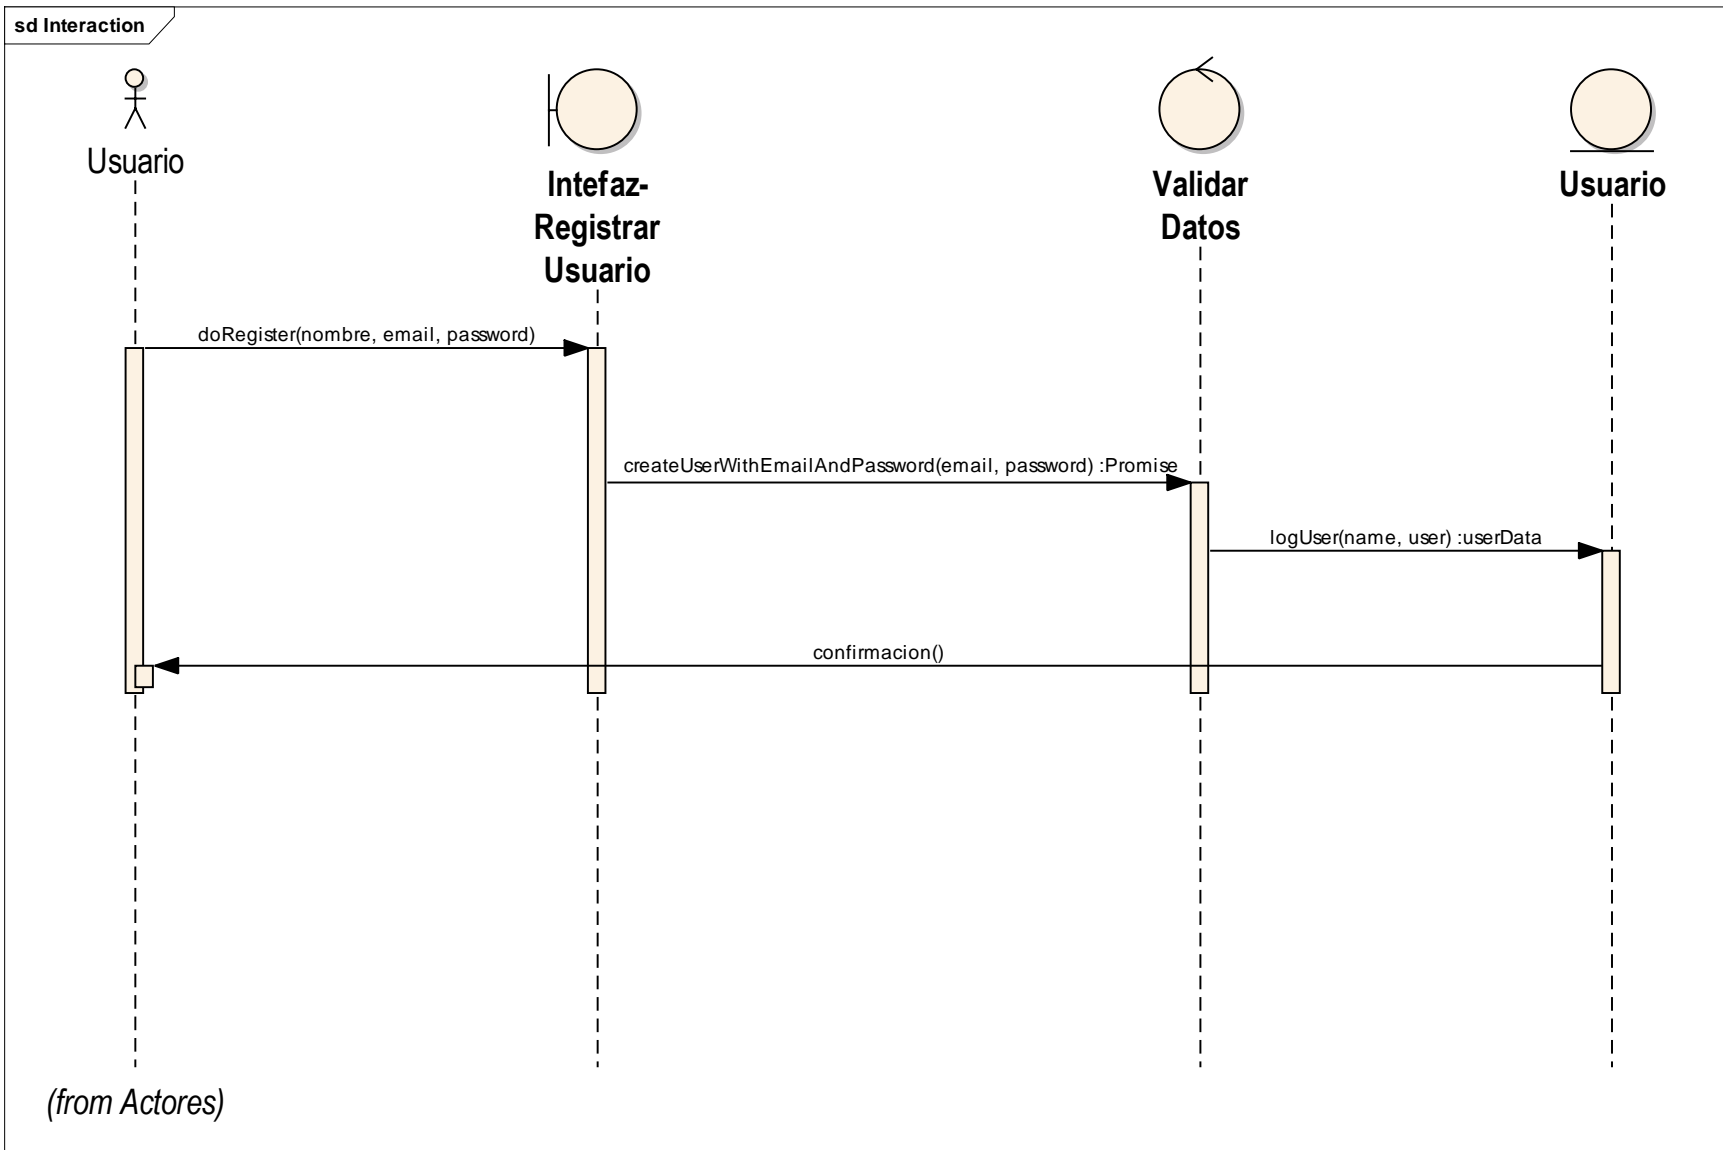 sd Interaction
Usuario
Intefaz-
Registrar
Usuario
Validar
Datos
Usuario
doRegister(nombre, email, password)
createUserWithEmailAndPassword(email, password) :Promise
logUser(name, user) :userData
confirmacion()
(from Actores)